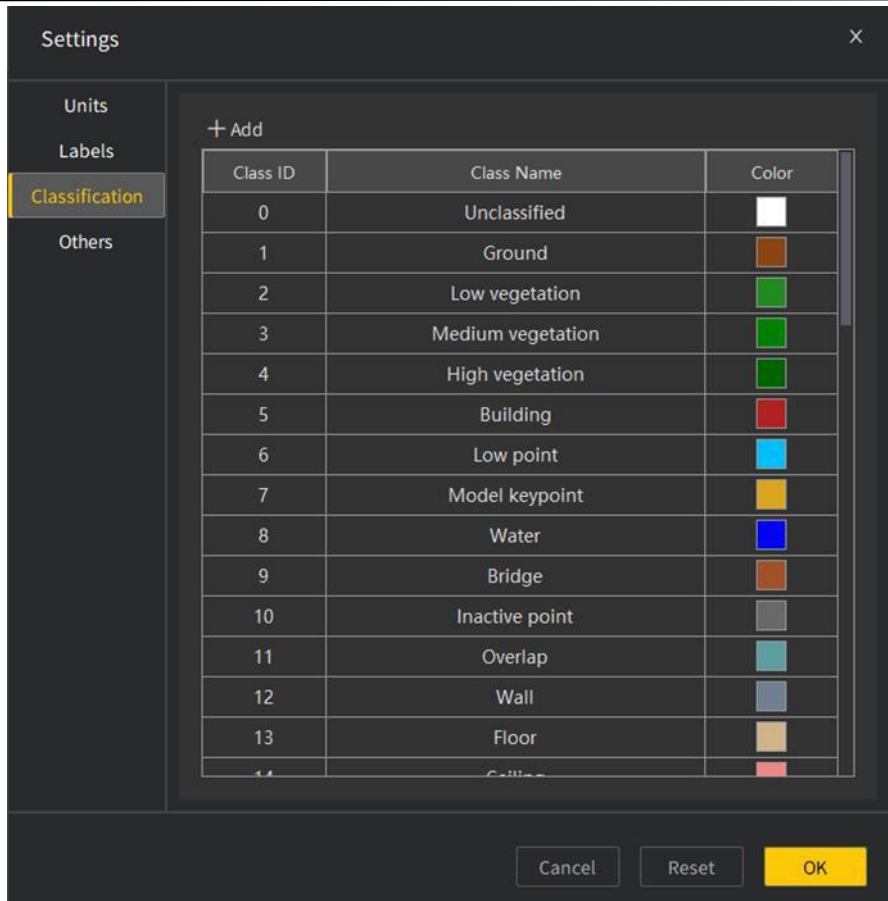 Settings
Units
Labels
Classification
Others
Add
Class ID Class Name Color
0 Unclassified
1 Ground
2 Low vegetation
3 Medium vegetation
4 High vegetation
5 Building
6 Low point
7 Model keypoint
8 Water
9 Bridge
10 Inactive point
11 Overlap
12 Wall
13 Floor
14 Ceiling
Cancel Reset OK